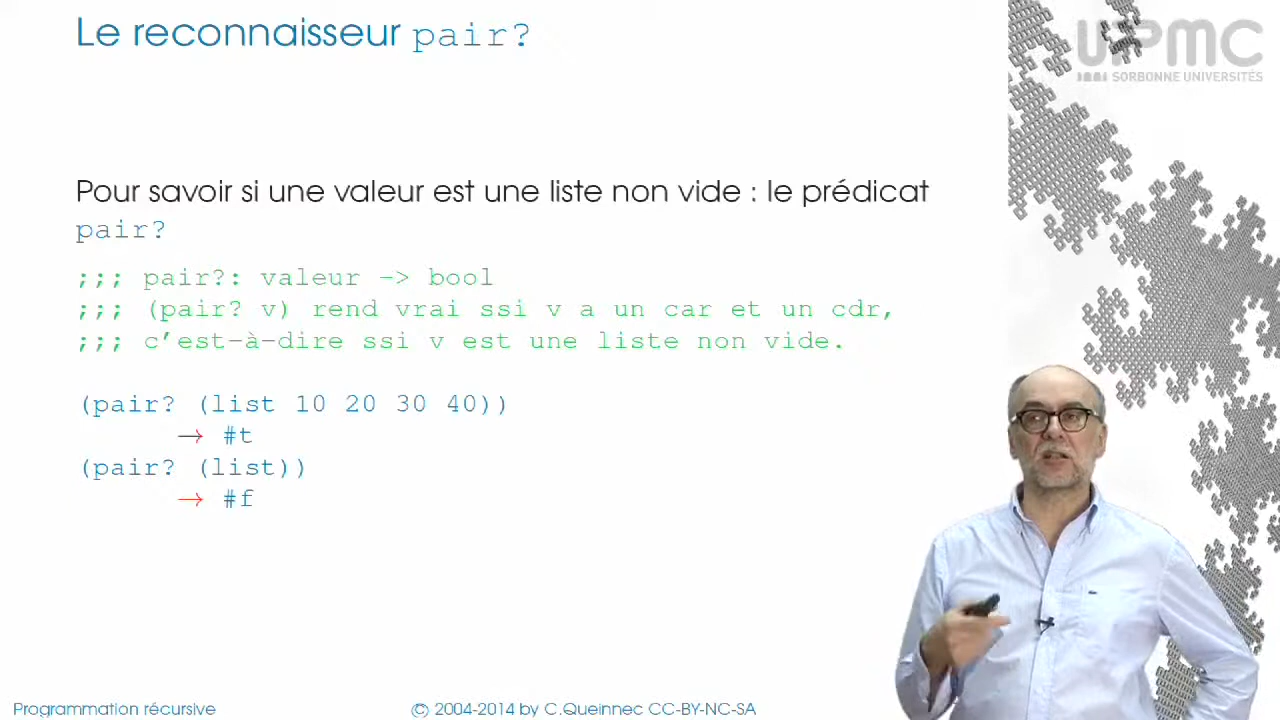 Le reconnaisseur pair?
UPMC
SORBONNE UNIVERSITÉS
Pour savoir si une valeur est une liste non vide : le prédicat
pair?
;;; pair?: valeur -> bool
;;; (pair? v) rend vrai ssi v a un car et un cdr,
;;; c’est-à-dire ssi v est une liste non vide.
(pair? (list 10 20 30 40))
→ #t
(pair? (list))
→ #f
Programmation récursive
© 2004-2014 by C.Queinnec CC-BY-NC-SA